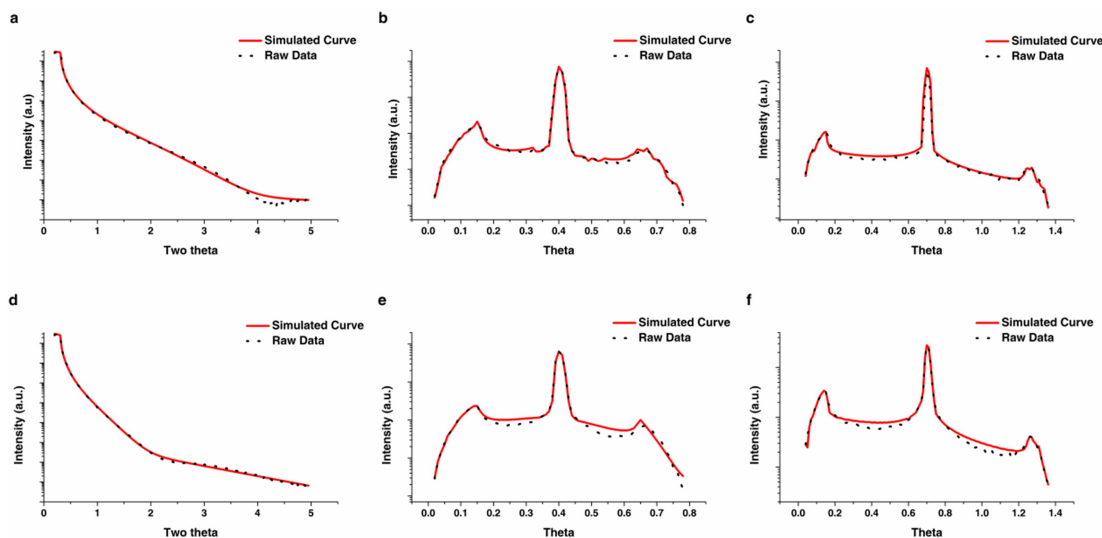 a
Simulated Curve
Raw Data
Intensity (a.u)
0 1 2 3 4 5
Two theta
b
Simulated Curve
Raw Data
Intensity (a.u.)
0.0 0.1 0.2 0.3 0.4 0.5 0.6 0.7 0.8
Theta
c
Simulated Curve
Raw Data
Intensity (a.u.)
0.0 0.2 0.4 0.6 0.8 1.0 1.2 1.4
Theta
d
Simulated Curve
Raw Data
Intensity (a.u.)
0 1 2 3 4 5
Two theta
e
Simulated Curve
Raw Data
Intensity (a.u.)
0.0 0.1 0.2 0.3 0.4 0.5 0.6 0.7 0.8
Theta
f
Simulated Curve
Raw Data
Intensity (a.u.)
0.0 0.2 0.4 0.6 0.8 1.0 1.2 1.4
Theta